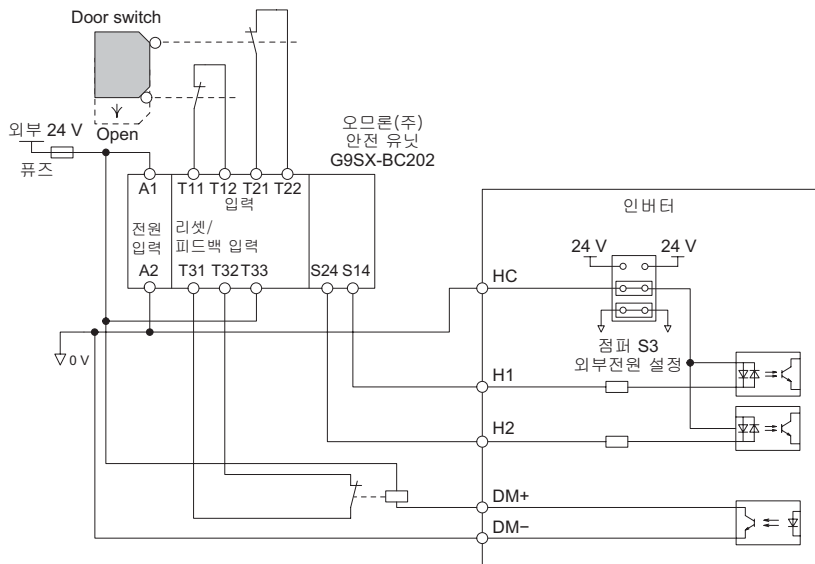 Door switch
Open
외부 24 V
퓨즈
오므론(주)
안전 유닛
G9SX-BC202
A1
T11
T12
T21
T22
입력
전원
입력
리셋/
피드백 입력
A2
T31
T32
T33
S24
S14
0 V
인버터
24 V
24 V
HC
점퍼 S3
외부전원 설정
H1
H2
DM+
DM−